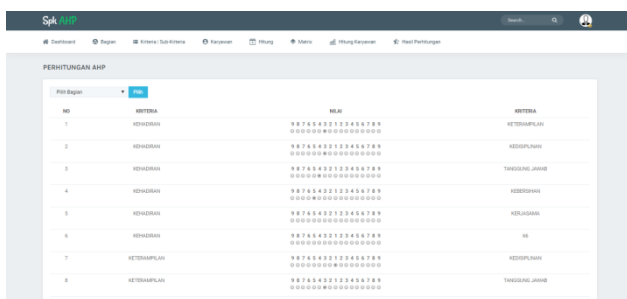 Spk AHP
Search...
Dashboard Bagian Kriteria / Sub Kriteria Karyawan Hitung Matrix Hitung Karyawan Hasil Perhitungan
PERHITUNGAN AHP
Pilih Bagian Pilih
NO KRITERIA NILAI KRITERIA
1 KEHADIRAN 9 8 7 6 5 4 3 2 1 2 3 4 5 6 7 8 9 KETERAMPILAN
2 KEHADIRAN 9 8 7 6 5 4 3 2 1 2 3 4 5 6 7 8 9 KEDISIPLINAN
3 KEHADIRAN 9 8 7 6 5 4 3 2 1 2 3 4 5 6 7 8 9 TANGGUNG JAWAB
4 KEHADIRAN 9 8 7 6 5 4 3 2 1 2 3 4 5 6 7 8 9 KEBERSIHAN
5 KEHADIRAN 9 8 7 6 5 4 3 2 1 2 3 4 5 6 7 8 9 KERJASAMA
6 KEHADIRAN 9 8 7 6 5 4 3 2 1 2 3 4 5 6 7 8 9
7 KETERAMPILAN 9 8 7 6 5 4 3 2 1 2 3 4 5 6 7 8 9 KEDISIPLINAN
8 KETERAMPILAN 9 8 7 6 5 4 3 2 1 2 3 4 5 6 7 8 9 TANGGUNG JAWAB